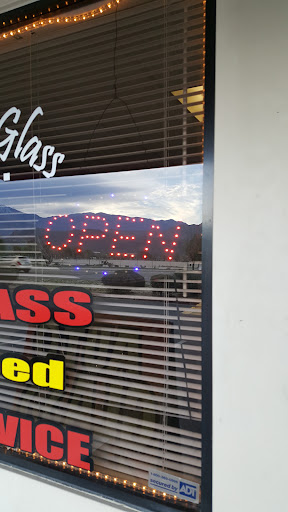 Glass
OPEN
ASS
ed
VICE
secured by ADT